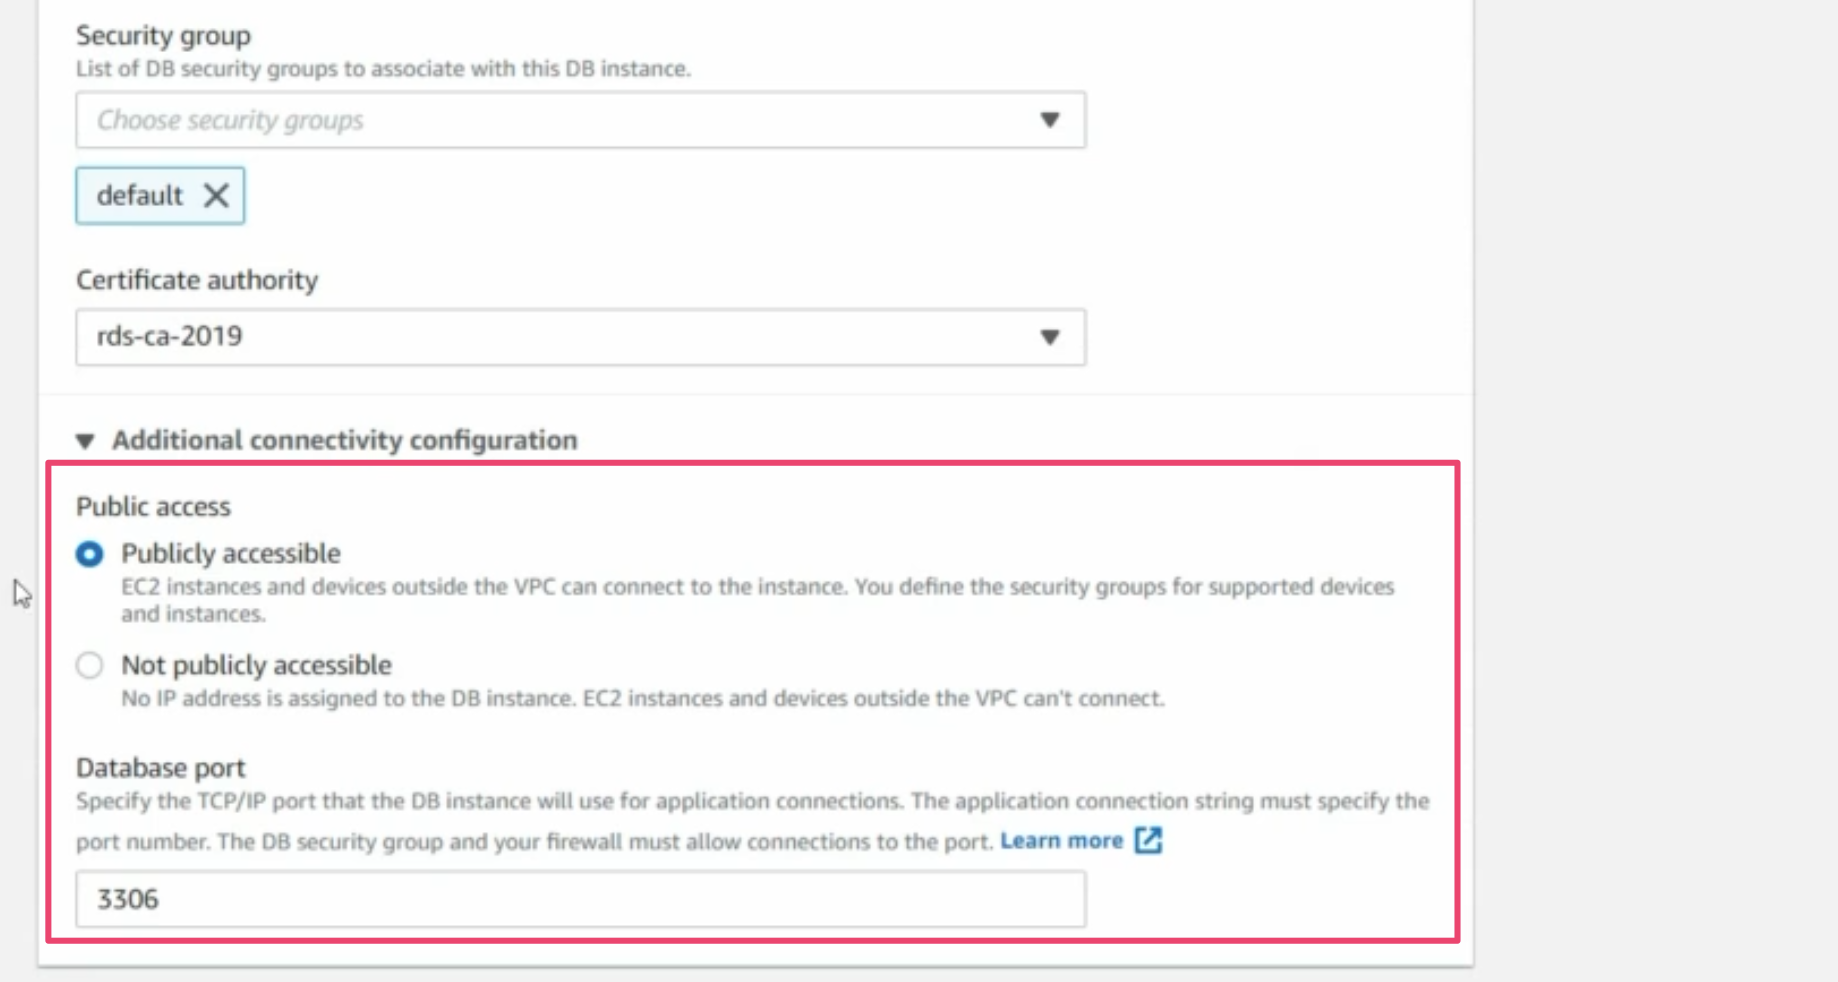 Security group
List of DB security groups to associate with this DB instance.
Choose security groups
default
Certificate authority
rds-ca-2019
Additional connectivity configuration
Public access
Publicly accessible
EC2 instances and devices outside the VPC can connect to the instance. You define the security groups for supported devices
and instances.
Not publicly accessible
No IP address is assigned to the DB instance. EC2 instances and devices outside the VPC can't connect.
Database port
Specify the TCP/IP port that the DB instance will use for application connections. The application connection string must specify the
port number. The DB security group and your firewall must allow connections to the port. Learn more
3306